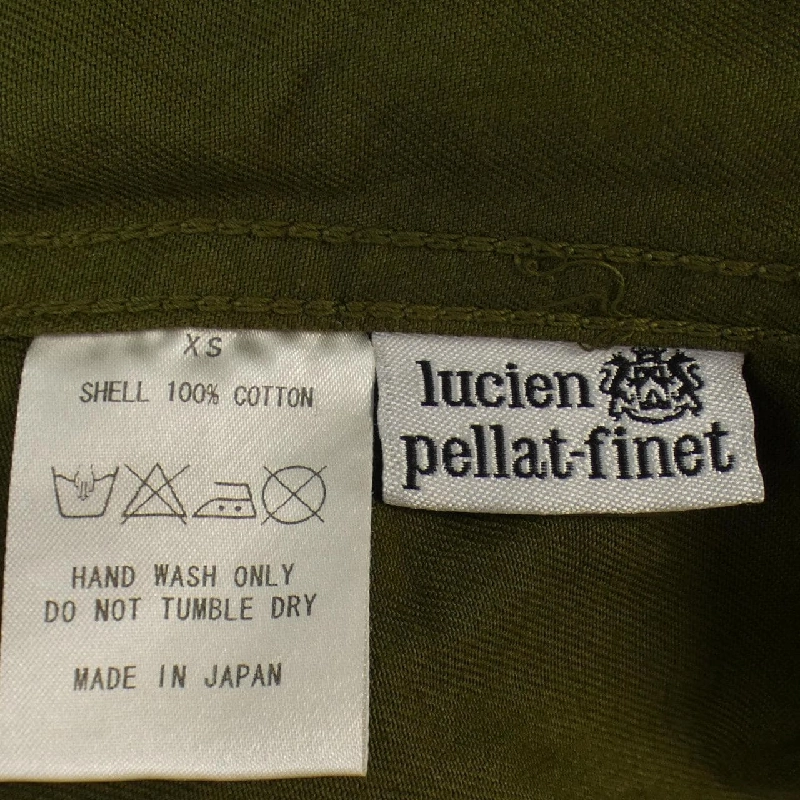 XS
SHELL 100% COTTON
HAND WASH ONLY
DO NOT TUMBLE DRY
MADE IN JAPAN
lucien
pellat-finet